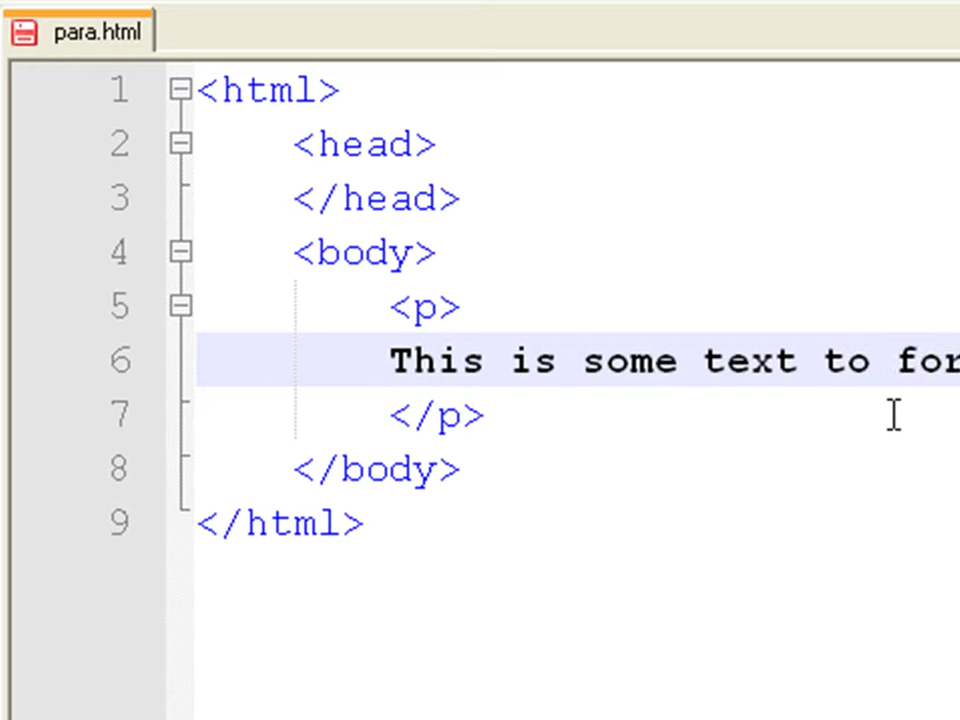 para.html
1 <html>
2 <head>
3 </head>
4 <body>
5 <p>
6 This is some text to for
7 </p>
8 </body>
9 </html>